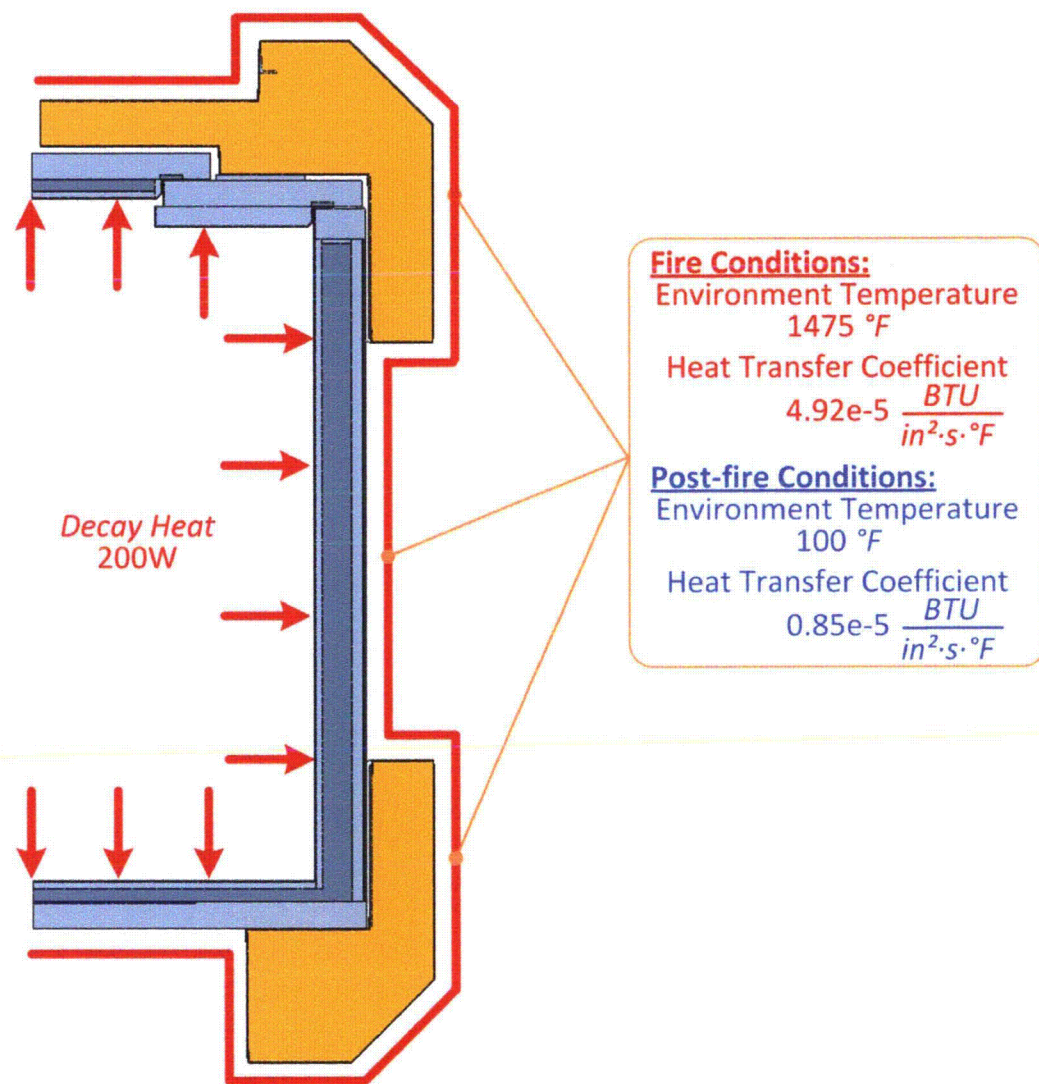 Decay Heat
200W
Fire Conditions:
Environment Temperature
1475 °F
Heat Transfer Coefficient
4.92e-5 BTU
in²·s·°F
Post-fire Conditions:
Environment Temperature
100 °F
Heat Transfer Coefficient
0.85e-5 BTU
in²·s·°F